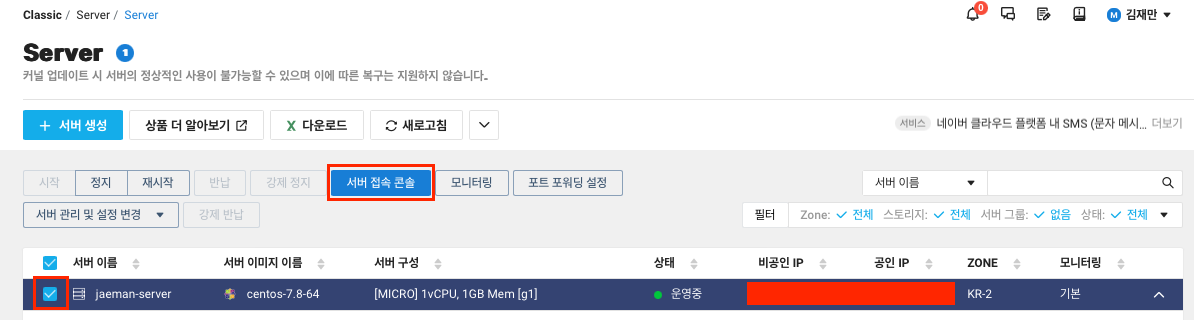 Classic / Server / Server
0
M 김재만
Server 1
커널 업데이트 시 서버의 정상적인 사용이 불가능할 수 있으며 이에 따른 복구는 지원하지 않습니다.
+ 서버 생성 상품 더 알아보기 X 다운로드 새로고침
서비스 네이버 클라우드 플랫폼 내 SMS (문자 메시... 더보기
시작 정지 재시작 반납 강제 정지 서버 접속 콘솔 모니터링 포트 포워딩 설정 서버 이름
서버 관리 및 설정 변경 강제 반납 필터 Zone: 전체 스토리지: 전체 서버 그룹: 없음 상태: 전체
서버 이름 서버 이미지 이름 서버 구성 상태 비공인 IP 공인 IP ZONE 모니터링
jaeman-server centos-7.8-64 [MICRO] 1vCPU, 1GB Mem [g1] 운영중 KR-2 기본